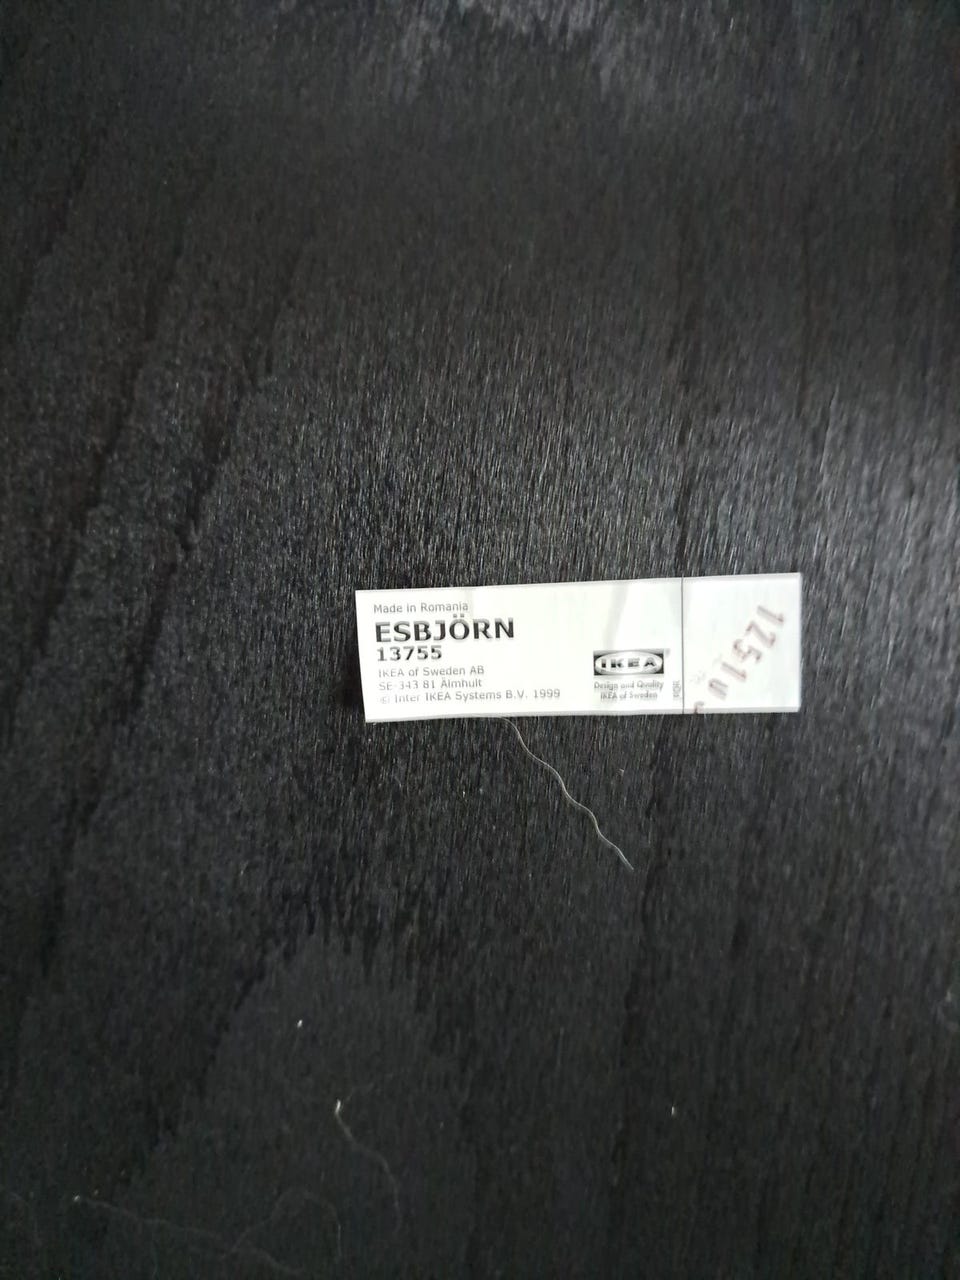 Made in Romania
ESBJÖRN
13755
IKEA of Sweden AB
SE-343 81 Älmhult
© Inter IKEA Systems B.V. 1999
IKEA
Design and Quality
IKEA of Sweden